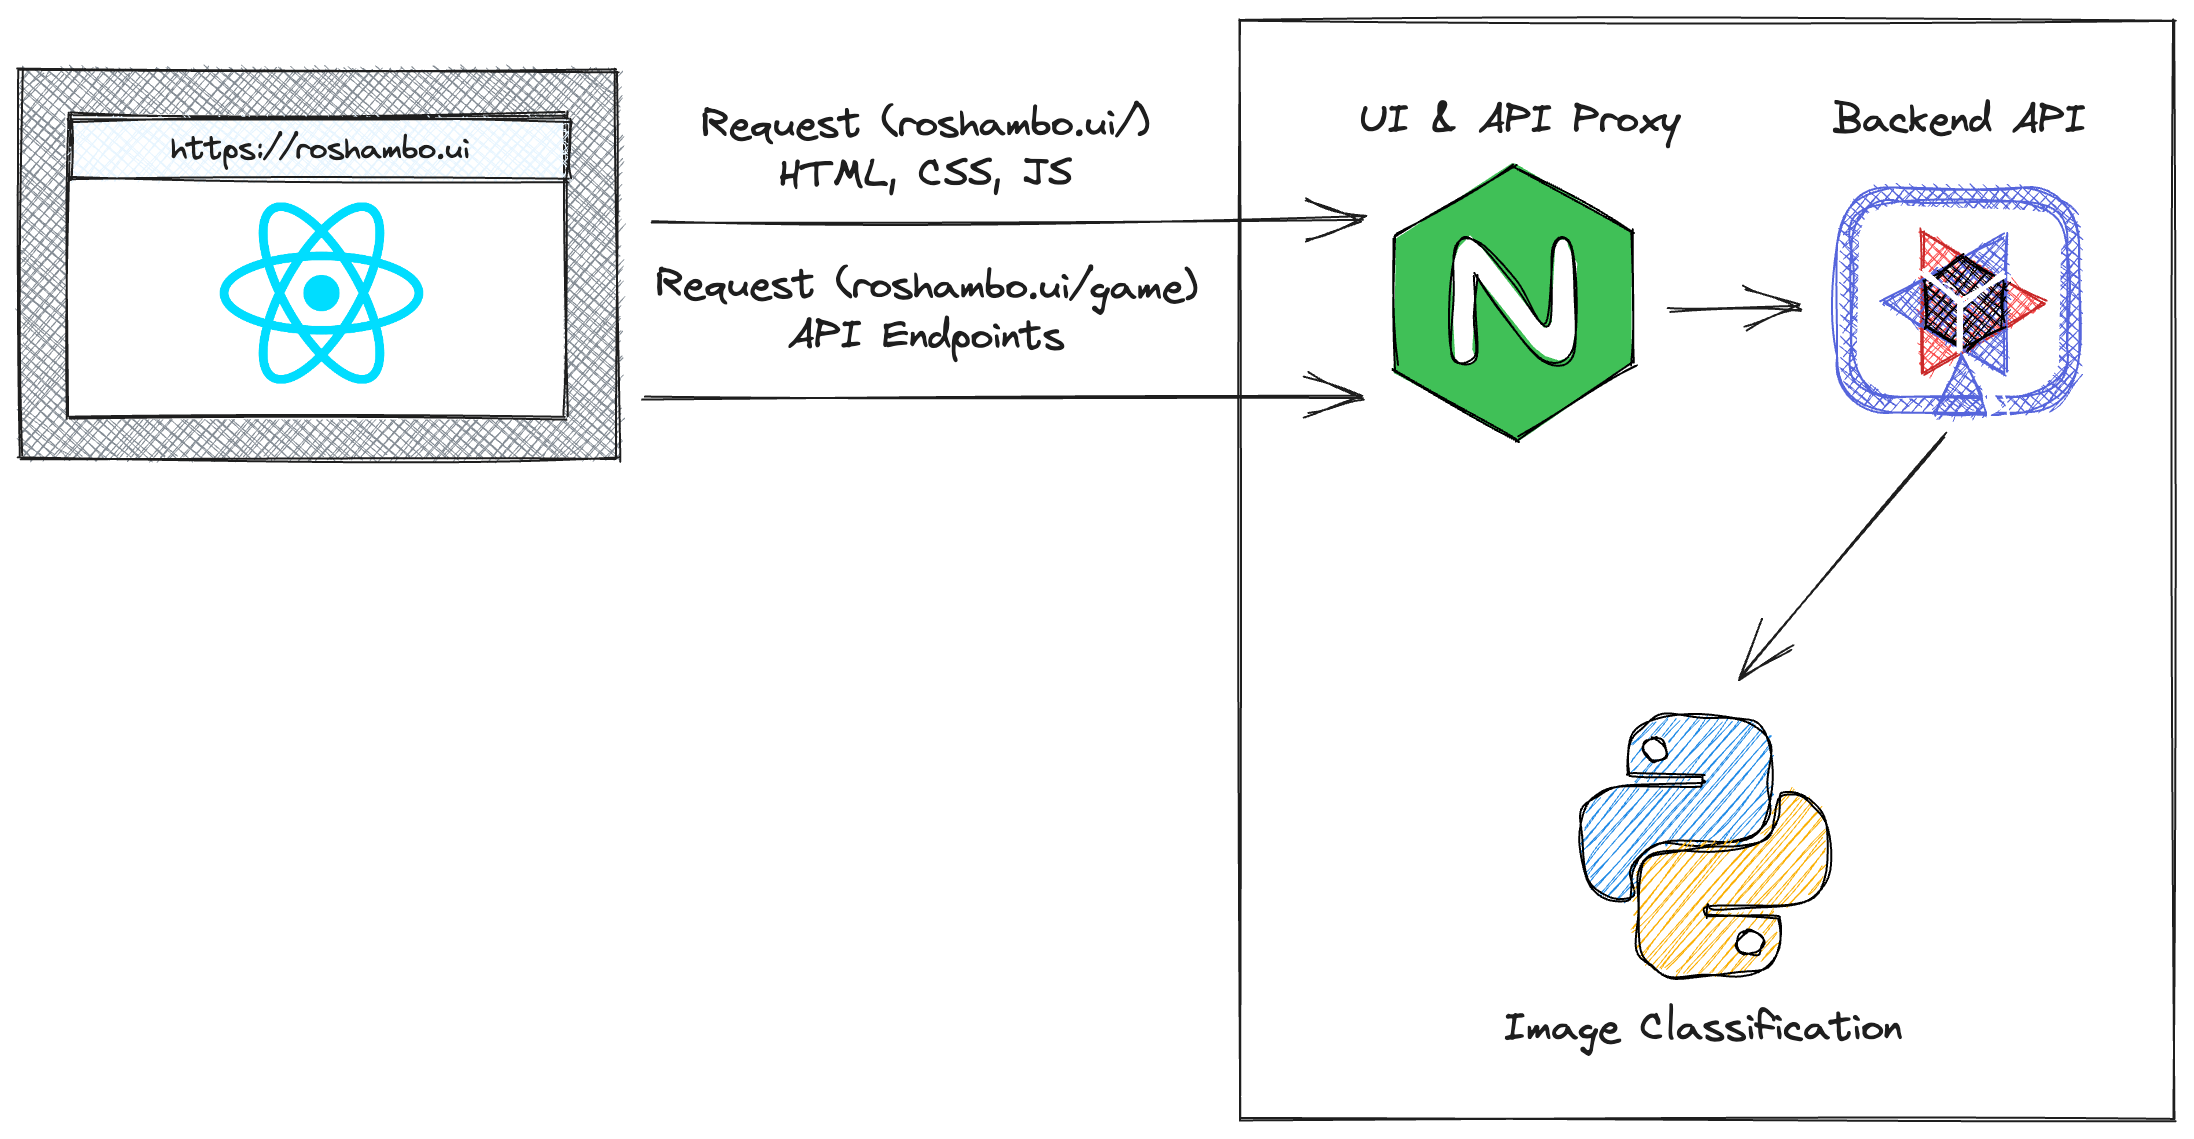 https://roshambo.ui
Request (roshambo.ui/)
HTML, CSS, JS
Request (roshambo.ui/game)
API Endpoints
UI & API Proxy
N
Backend API
Image Classification